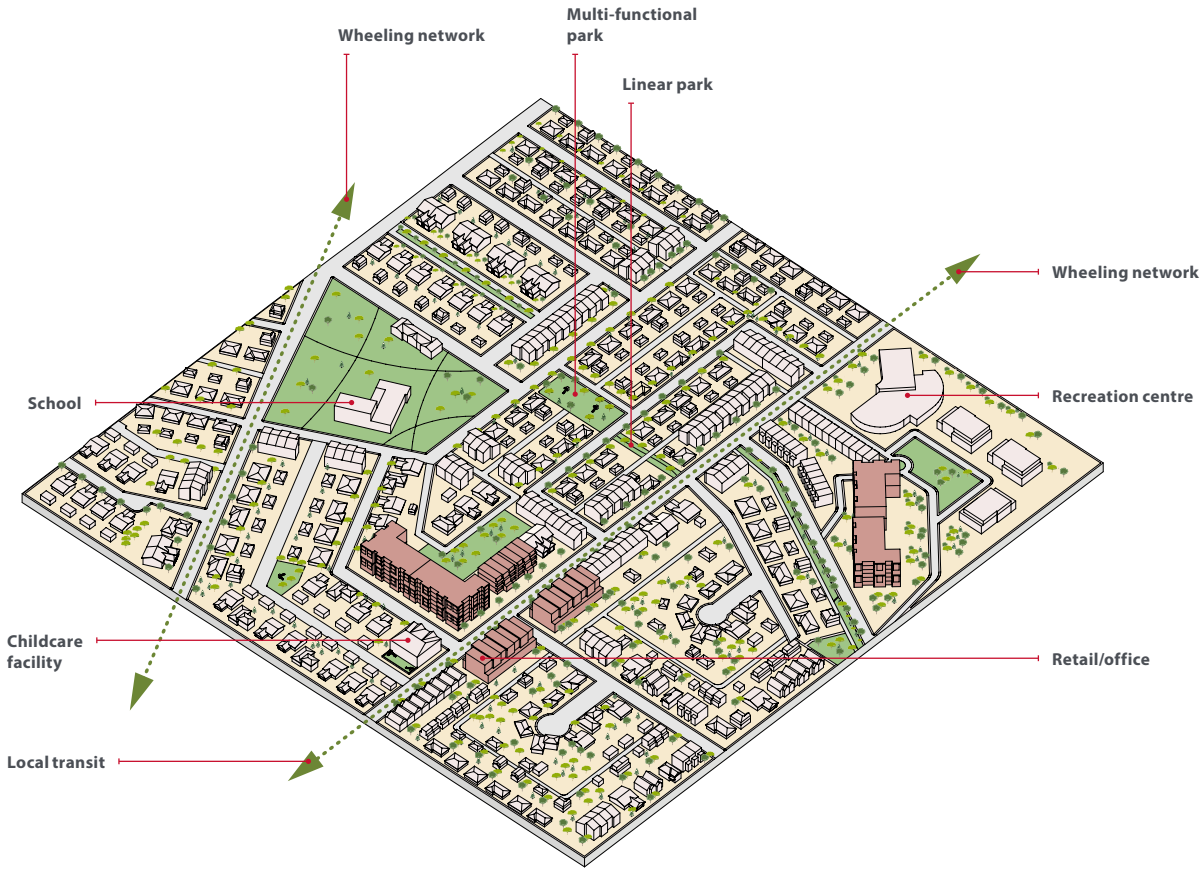 Multi-functional
park
Wheeling network
Linear park
Wheeling network
School
Recreation centre
Childcare
facility
Retail/office
Local transit